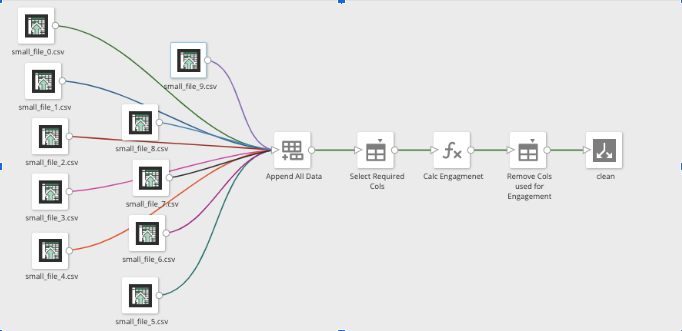 small_file_0.csv
small_file_9.csv
small_file_1.csv
small_file_8.csv
small_file_2.csv
small_file_7.csv
small_file_3.csv
small_file_6.csv
small_file_4.csv
small_file_5.csv
Append All Data
Select Required
Cols
Calc Engagmenet
Remove Cols
used for
Engagement
clean